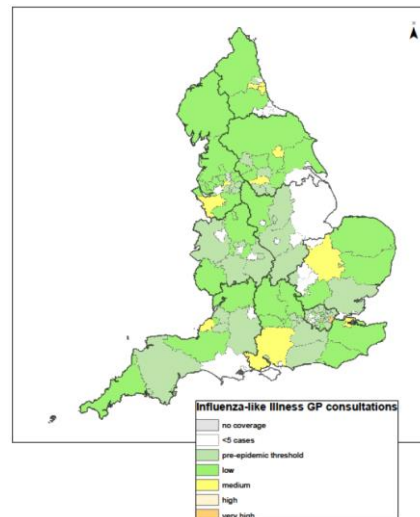 Influenza-like Illness GP consultations
no coverage
<5 cases
pre-epidemic threshold
low
medium
high
very high